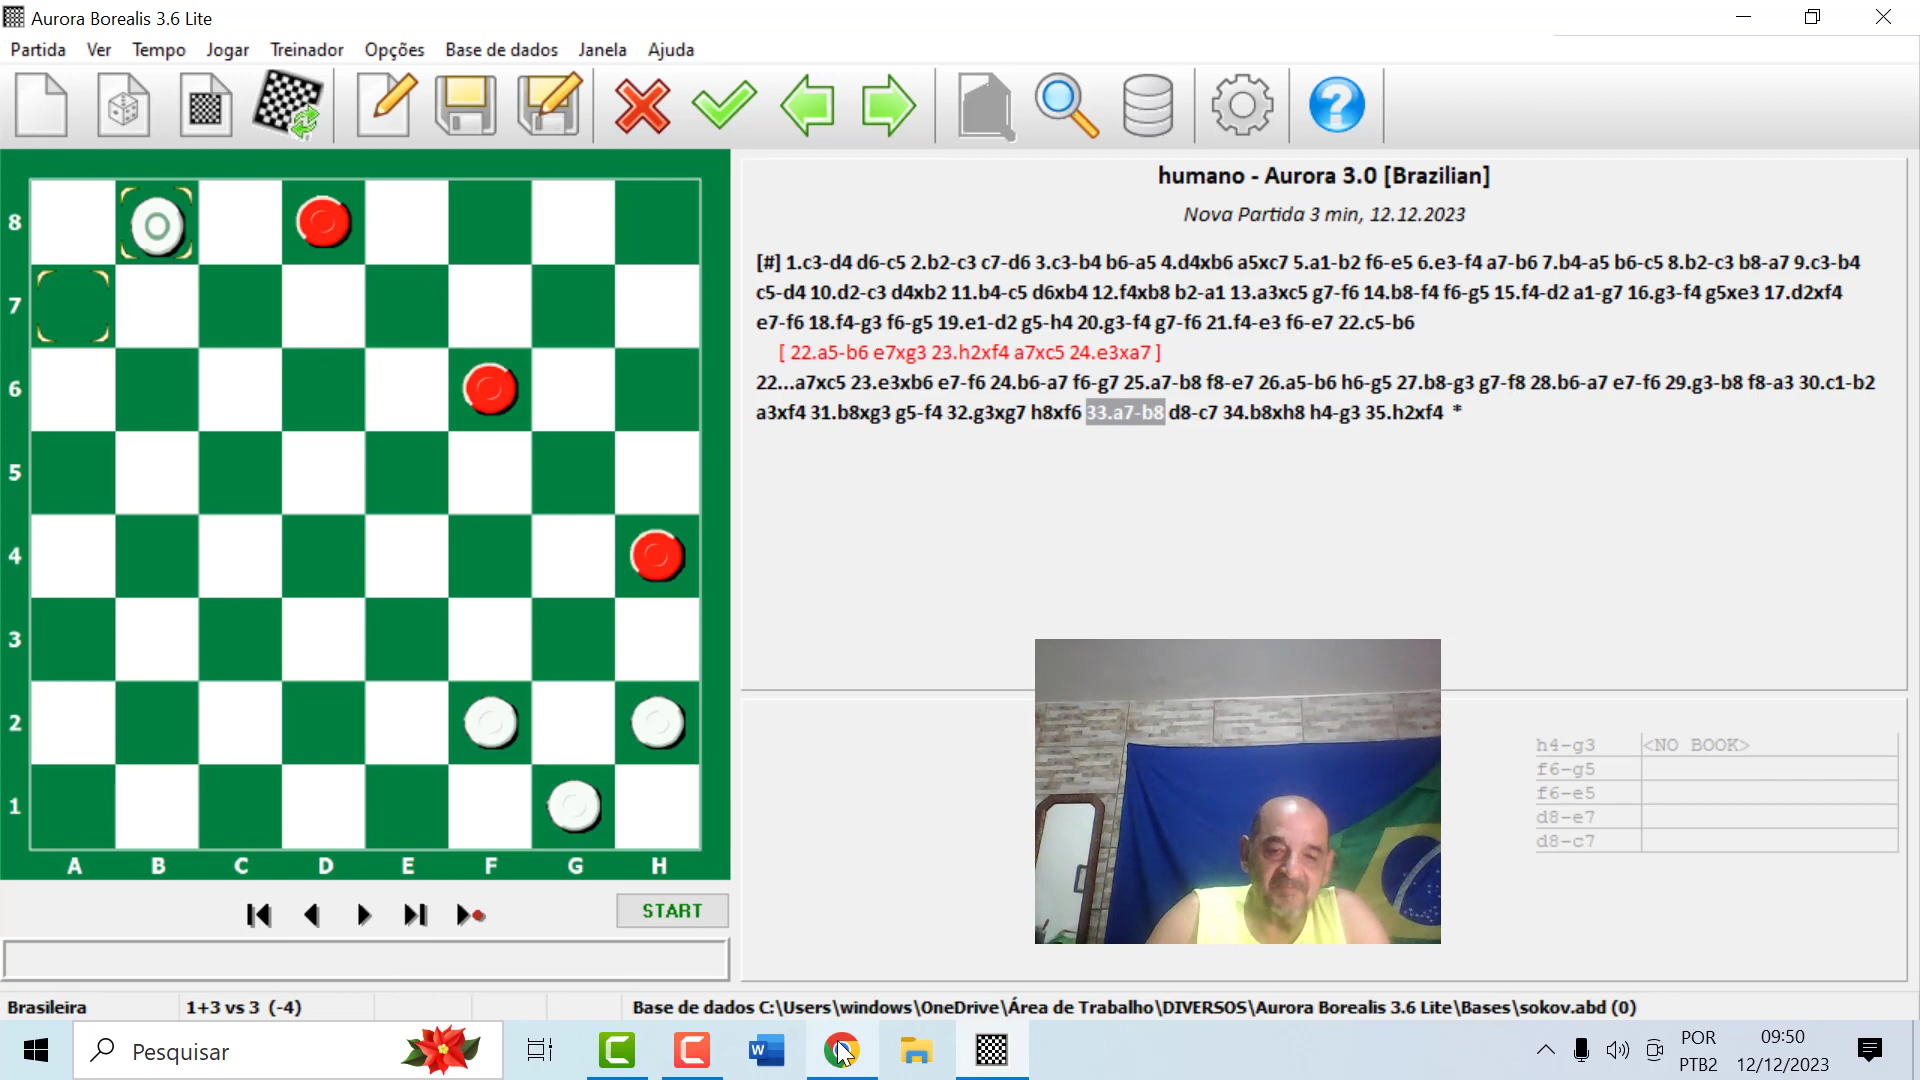 Aurora Borealis 3.6 Lite
Partida Ver Tempo Jogar Treinador Opções Base de dados Janela Ajuda
humano - Aurora 3.0 [Brazilian]
Nova Partida 3 min, 12.12.2023
[#] 1.c3-d4 d6-c5 2.b2-c3 c7-d6 3.c3-b4 b6-a5 4.d4xb6 a5xc7 5.a1-b2 f6-e5 6.e3-f4 a7-b6 7.b4-a5 b6-c5 8.b2-c3 b8-a7 9.c3-b4
c5-d4 10.d2-c3 d4xb2 11.b4-c5 d6xb4 12.f4xb8 b2-a1 13.a3xc5 g7-f6 14.b8-f4 f6-g5 15.f4-d2 a1-g7 16.g3-f4 g5xe3 17.d2xf4
e7-f6 18.f4-g3 f6-g5 19.e1-d2 g5-h4 20.g3-f4 g7-f6 21.f4-e3 f6-e7 22.c5-b6
[ 22.a5-b6 e7xg3 23.h2xf4 a7xc5 24.e3xa7 ]
22...a7xc5 23.e3xb6 e7-f6 24.b6-a7 f6-g7 25.a7-b8 f8-e7 26.a5-b6 h6-g5 27.b8-g3 g7-f8 28.b6-a7 e7-f6 29.g3-b8 f8-a3 30.c1-b2
a3xf4 31.b8xg3 g5-f4 32.g3xg7 h8xf6 33.a7-b8 d8-c7 34.b8xh8 h4-g3 35.h2xf4 *
8
7
6
5
4
3
2
1
A B C D E F G H
START
h4-g3 <NO BOOK>
f6-g5
f6-e5
d8-e7
d8-c7
Brasileira 1+3 vs 3 (-4) Base de dados C:\Users\windows\OneDrive\Área de Trabalho\DIVERSOS\Aurora Borealis 3.6 Lite\Bases\sokov.abd (0)
Pesquisar
POR
PTB2
09:50
12/12/2023